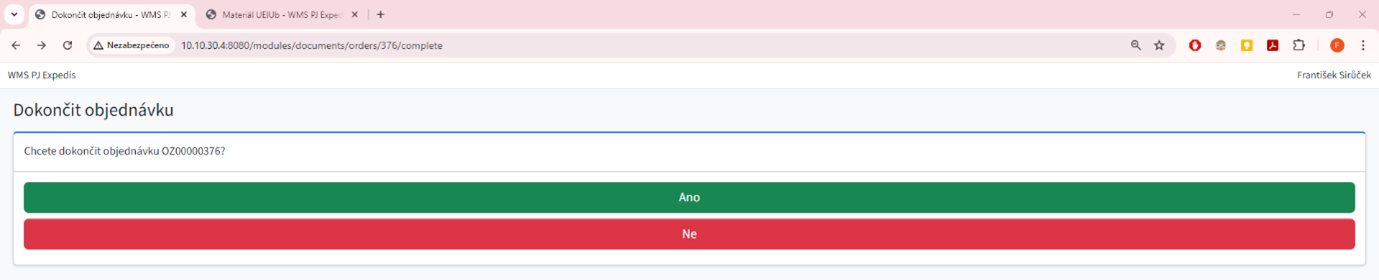 Dokončit objednávku - WMS PJ
Materiál UEIUb - WMS PJ Exped
Nezabezpečeno
10.10.30.4:8080/modules/documents/orders/376/complete
F
WMS PJ Expedis
František Sirůček
Dokončit objednávku
Chcete dokončit objednávku OZ00000376?
Ano
Ne